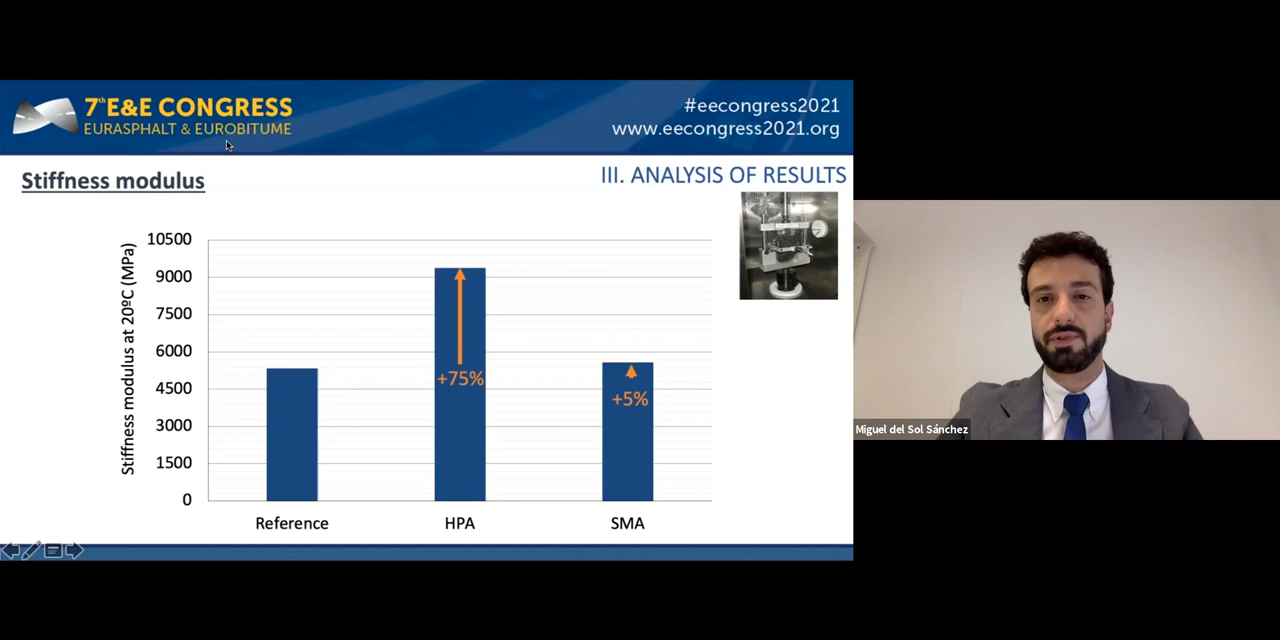 7th E&E CONGRESS
EURASPHALT & EUROBITUME
#eecongress2021
www.eecongress2021.org
Stiffness modulus
III. ANALYSIS OF RESULTS
Stiffness modulus at 20ºC (MPa)
10500
9000
7500
6000
4500
3000
1500
0
+75%
+5%
Reference
HPA
SMA
Miguel del Sol Sánchez